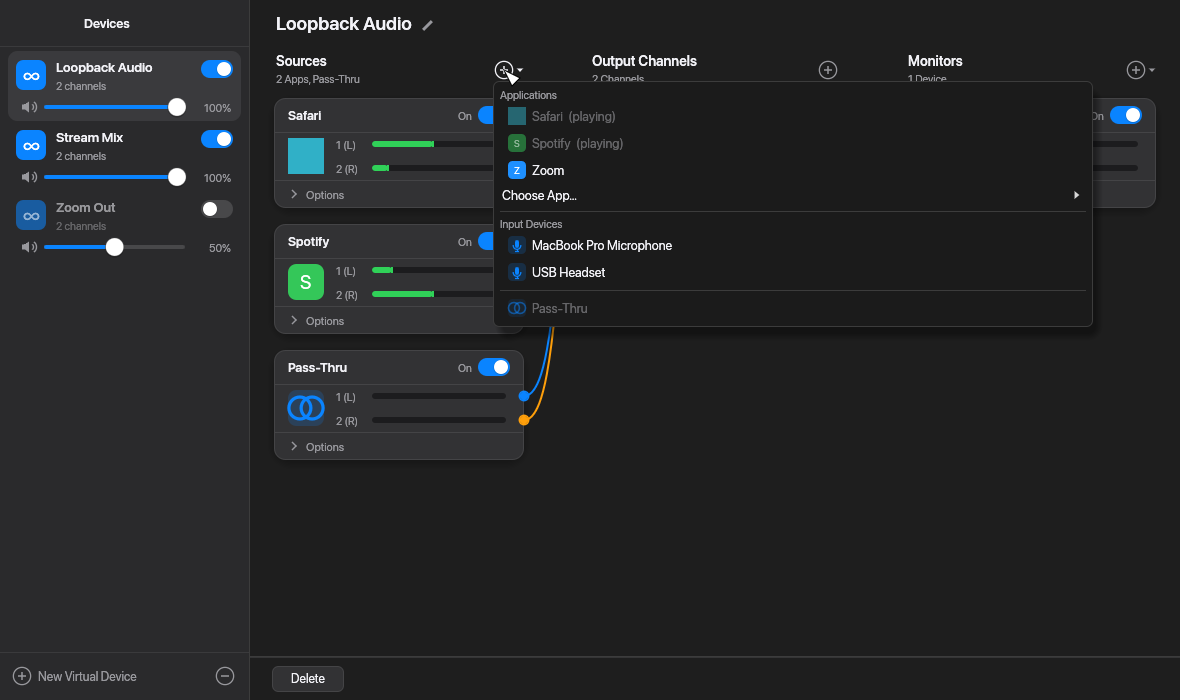 Devices
Loopback Audio
2 channels
100%
Stream Mix
2 channels
100%
Zoom Out
2 channels
50%
New Virtual Device
Loopback Audio
Sources
2 Apps, Pass-Thru
Output Channels
2 Channels
Monitors
1 Device
Applications
Safari (playing)
S Spotify (playing)
Z Zoom
Choose App...
Input Devices
MacBook Pro Microphone
USB Headset
Pass-Thru
Safari On
1 (L)
2 (R)
Options
Spotify On
S
1 (L)
2 (R)
Options
Pass-Thru On
1 (L)
2 (R)
Options
On
Delete